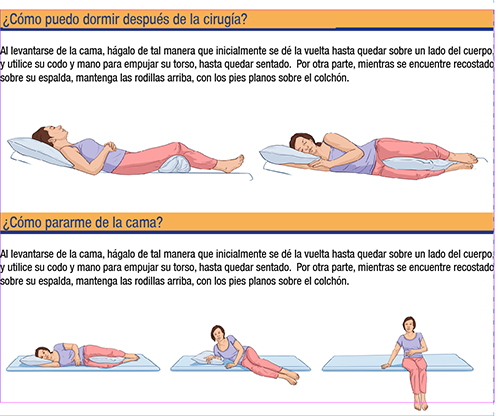 ¿Cómo puedo dormir después de la cirugía?
Al levantarse de la cama, hágalo de tal manera que inicialmente se dé la vuelta hasta quedar sobre un lado del cuerpo,
y utilice su codo y mano para empujar su torso, hasta quedar sentado. Por otra parte, mientras se encuentre recostado
sobre su espalda, mantenga las rodillas arriba, con los pies planos sobre el colchón.
¿Cómo pararme de la cama?
Al levantarse de la cama, hágalo de tal manera que inicialmente se dé la vuelta hasta quedar sobre un lado del cuerpo,
y utilice su codo y mano para empujar su torso, hasta quedar sentado. Por otra parte, mientras se encuentre recostado
sobre su espalda, mantenga las rodillas arriba, con los pies planos sobre el colchón.